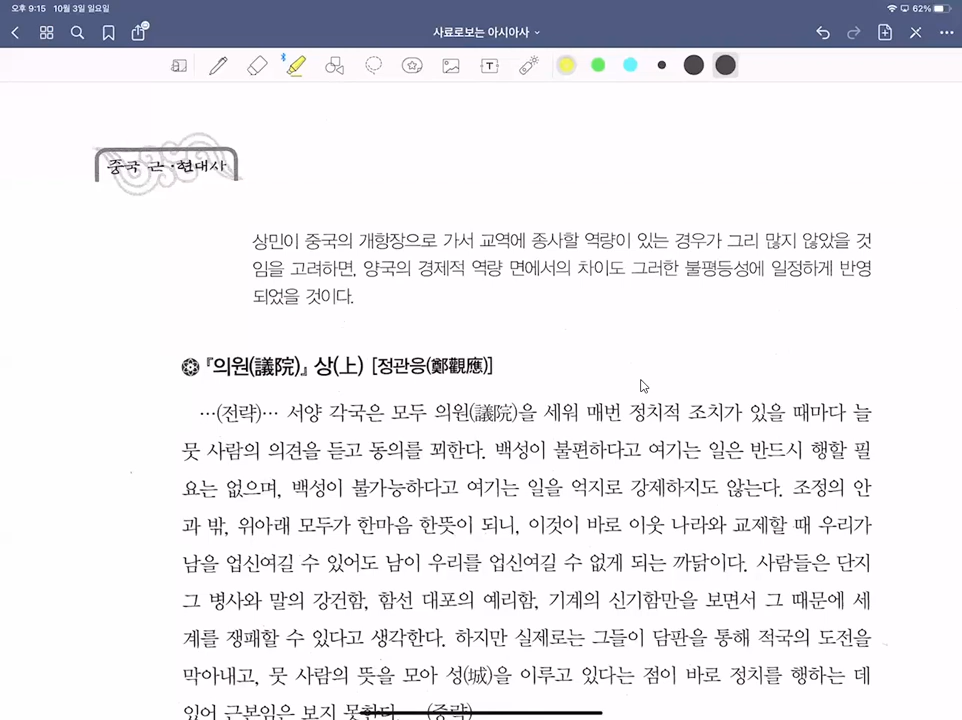 오후 9:15 10월 3일 일요일
62%
사료로보는 아시아사
T
중국 근·현대사
상민이 중국의 개항장으로 가서 교역에 종사할 역량이 있는 경우가 그리 많지 않았을 것
임을 고려하면, 양국의 경제적 역량 면에서의 차이도 그러한 불평등성에 일정하게 반영
되었을 것이다.
『의원(議院)』 상(上) [정관응(鄭觀應)]
…(전략)… 서양 각국은 모두 의원(議院)을 세워 매번 정치적 조치가 있을 때마다 늘
뭇 사람의 의견을 듣고 동의를 꾀한다. 백성이 불편하다고 여기는 일은 반드시 행할 필
요는 없으며, 백성이 불가능하다고 여기는 일을 억지로 강제하지도 않는다. 조정의 안
과 밖, 위아래 모두가 한마음 한뜻이 되니, 이것이 바로 이웃 나라와 교제할 때 우리가
남을 업신여길 수 있어도 남이 우리를 업신여길 수 없게 되는 까닭이다. 사람들은 단지
그 병사와 말의 강건함, 함선 대포의 예리함, 기계의 신기함만을 보면서 그 때문에 세
계를 쟁패할 수 있다고 생각한다. 하지만 실제로는 그들이 담판을 통해 적국의 도전을
막아내고, 뭇 사람의 뜻을 모아 성(城)을 이루고 있다는 점이 바로 정치를 행하는 데
있어 근본임은 보지 못한다. …(중략)